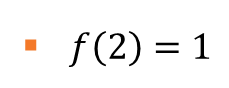 ▪ f(2) = 1